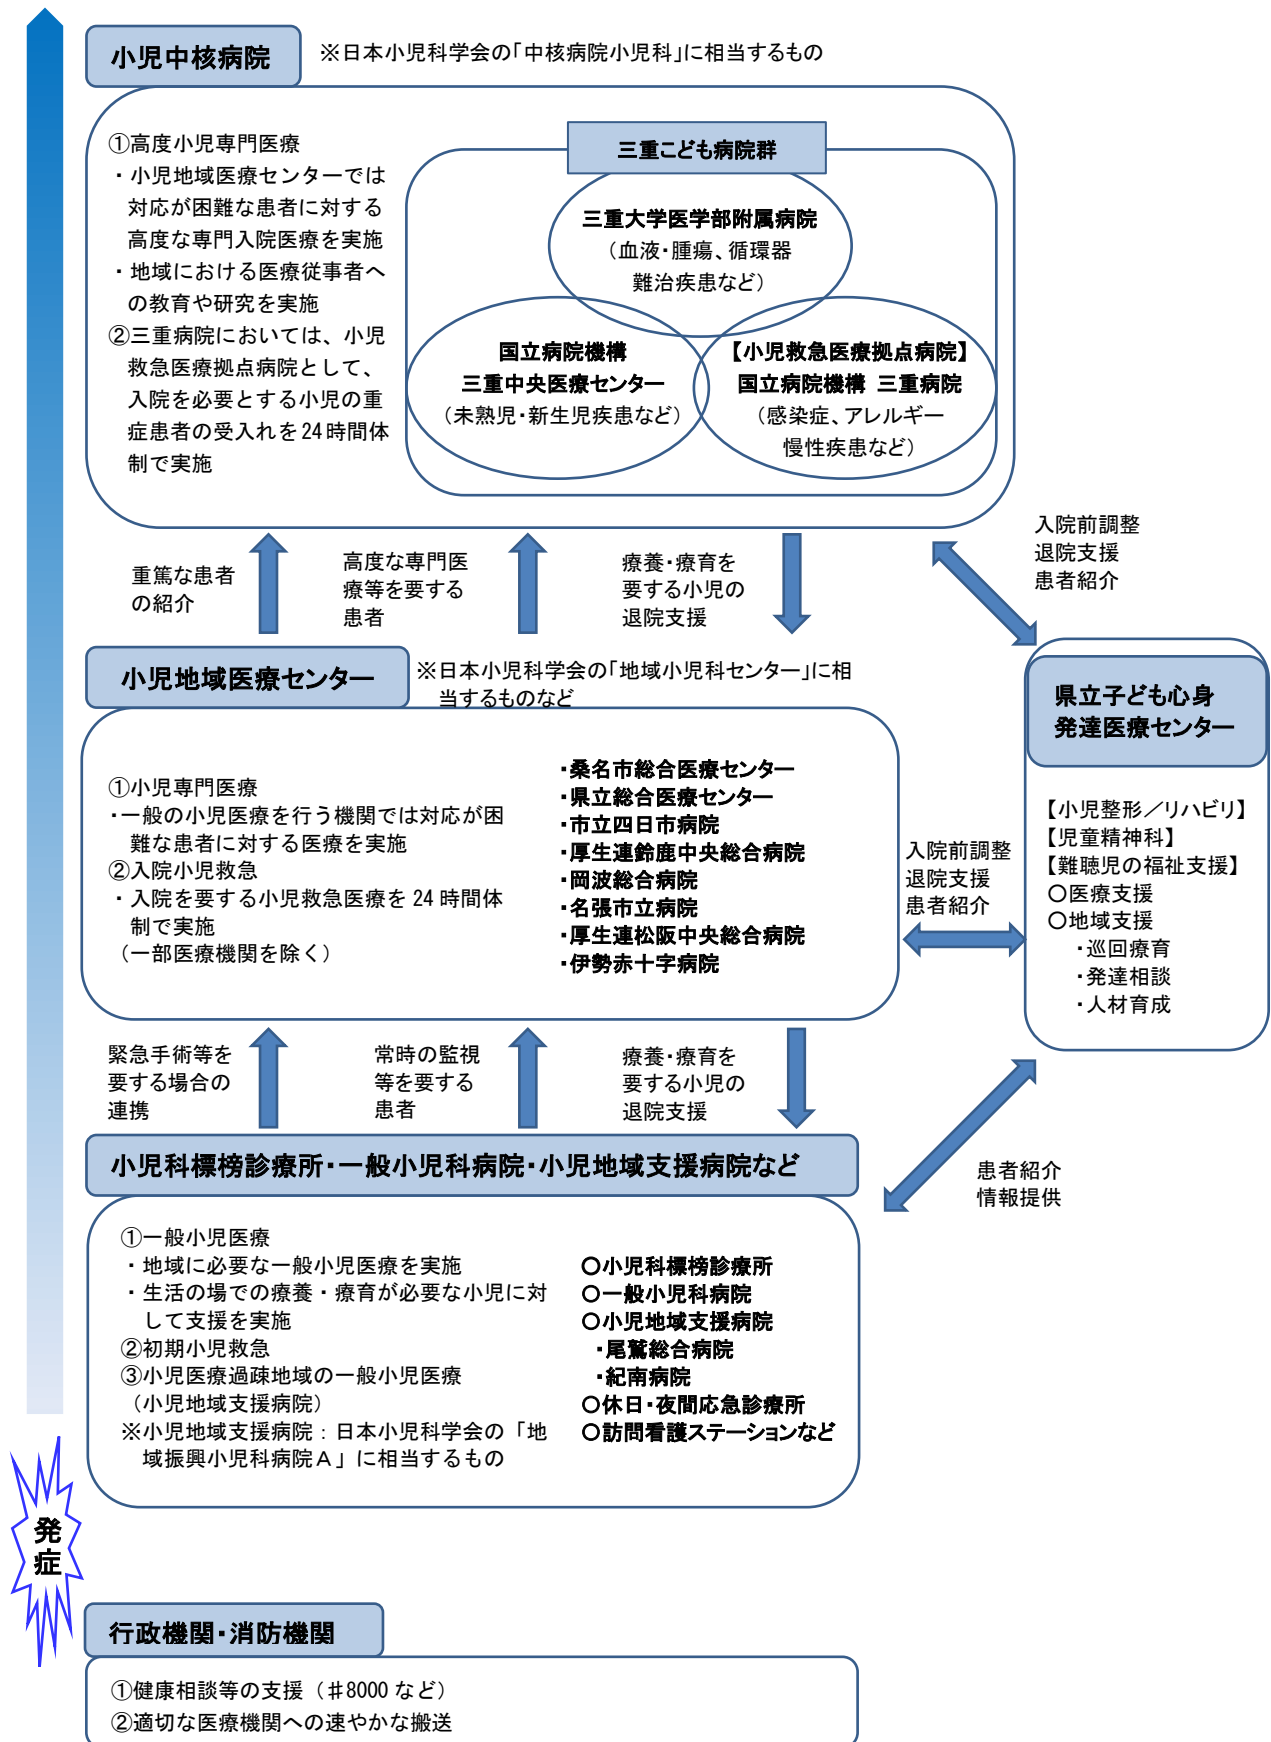 小児中核病院
※日本小児科学会の「中核病院小児科」に相当するもの
①高度小児専門医療
・小児地域医療センターでは
対応が困難な患者に対する
高度な専門入院医療を実施
・地域における医療従事者へ
の教育や研究を実施
②三重病院においては、小児
救急医療拠点病院として、
入院を必要とする小児の重
症患者の受入れを24時間体
制で実施
三重こども病院群
三重大学医学部附属病院
（血液・腫瘍、循環器
難治疾患など）
国立病院機構
三重中央医療センター
（未熟児・新生児疾患など）
【小児救急医療拠点病院】
国立病院機構 三重病院
（感染症、アレルギー
慢性疾患など）
重篤な患者
の紹介
高度な専門医
療等を要する
患者
療養・療育を
要する小児の
退院支援
入院前調整
退院支援
患者紹介
小児地域医療センター
※日本小児科学会の「地域小児科センター」に相
当するものなど
①小児専門医療
・一般の小児医療を行う機関では対応が困
難な患者に対する医療を実施
②入院小児救急
・入院を要する小児救急医療を 24 時間体
制で実施
（一部医療機関を除く）
・桑名市総合医療センター
・県立総合医療センター
・市立四日市病院
・厚生連鈴鹿中央総合病院
・岡波総合病院
・名張市立病院
・厚生連松阪中央総合病院
・伊勢赤十字病院
入院前調整
退院支援
患者紹介
県立子ども心身
発達医療センター
【小児整形／リハビリ】
【児童精神科】
【難聴児の福祉支援】
〇医療支援
〇地域支援
・巡回療育
・発達相談
・人材育成
緊急手術等を
要する場合の
連携
常時の監視
等を要する
患者
療養・療育を
要する小児の
退院支援
患者紹介
情報提供
小児科標榜診療所・一般小児科病院・小児地域支援病院など
①一般小児医療
・地域に必要な一般小児医療を実施
・生活の場での療養・療育が必要な小児に対
して支援を実施
②初期小児救急
③小児医療過疎地域の一般小児医療
（小児地域支援病院）
※小児地域支援病院：日本小児科学会の「地
域振興小児科病院Ａ」に相当するもの
〇小児科標榜診療所
〇一般小児科病院
〇小児地域支援病院
・尾鷲総合病院
・紀南病院
〇休日・夜間応急診療所
〇訪問看護ステーションなど
発
症
行政機関・消防機関
①健康相談等の支援（＃8000 など）
②適切な医療機関への速やかな搬送